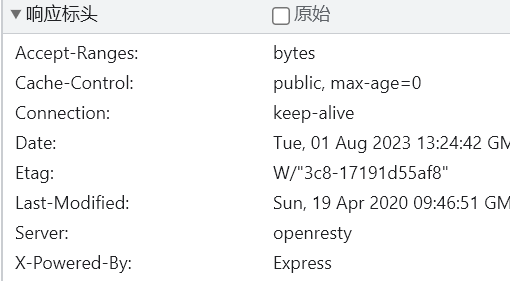 ▼ 响应标头 原始
Accept-Ranges: bytes
Cache-Control: public, max-age=0
Connection: keep-alive
Date: Tue, 01 Aug 2023 13:24:42 GM
Etag: W/"3c8-17191d55af8"
Last-Modified: Sun, 19 Apr 2020 09:46:51 GM
Server: openresty
X-Powered-By: Express